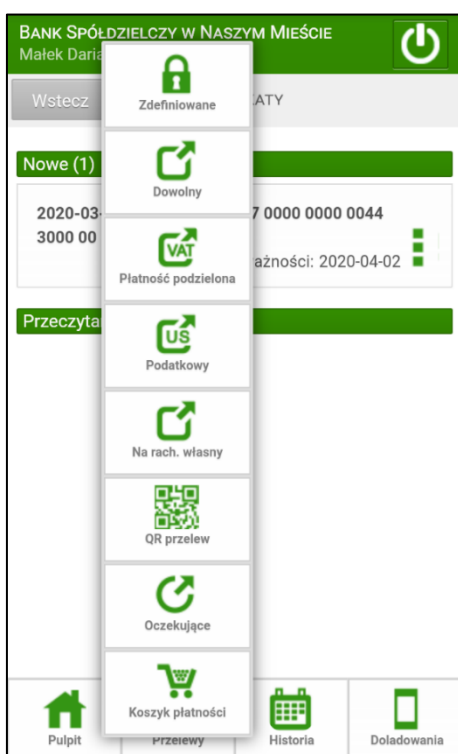 BANK SPÓŁDZIELCZY W NASZYM MIEŚCIE
Małek Daria
Wstecz
ATY
Nowe (1)
2020-03- 7 0000 0000 0044
3000 00
ażności: 2020-04-02
Przeczyta
Zdefiniowane
Dowolny
VAT
Płatność podzielona
US
Podatkowy
Na rach. własny
QR przelew
Oczekujące
Koszyk płatności
Pulpit
Przelewy
Historia
Doładowania